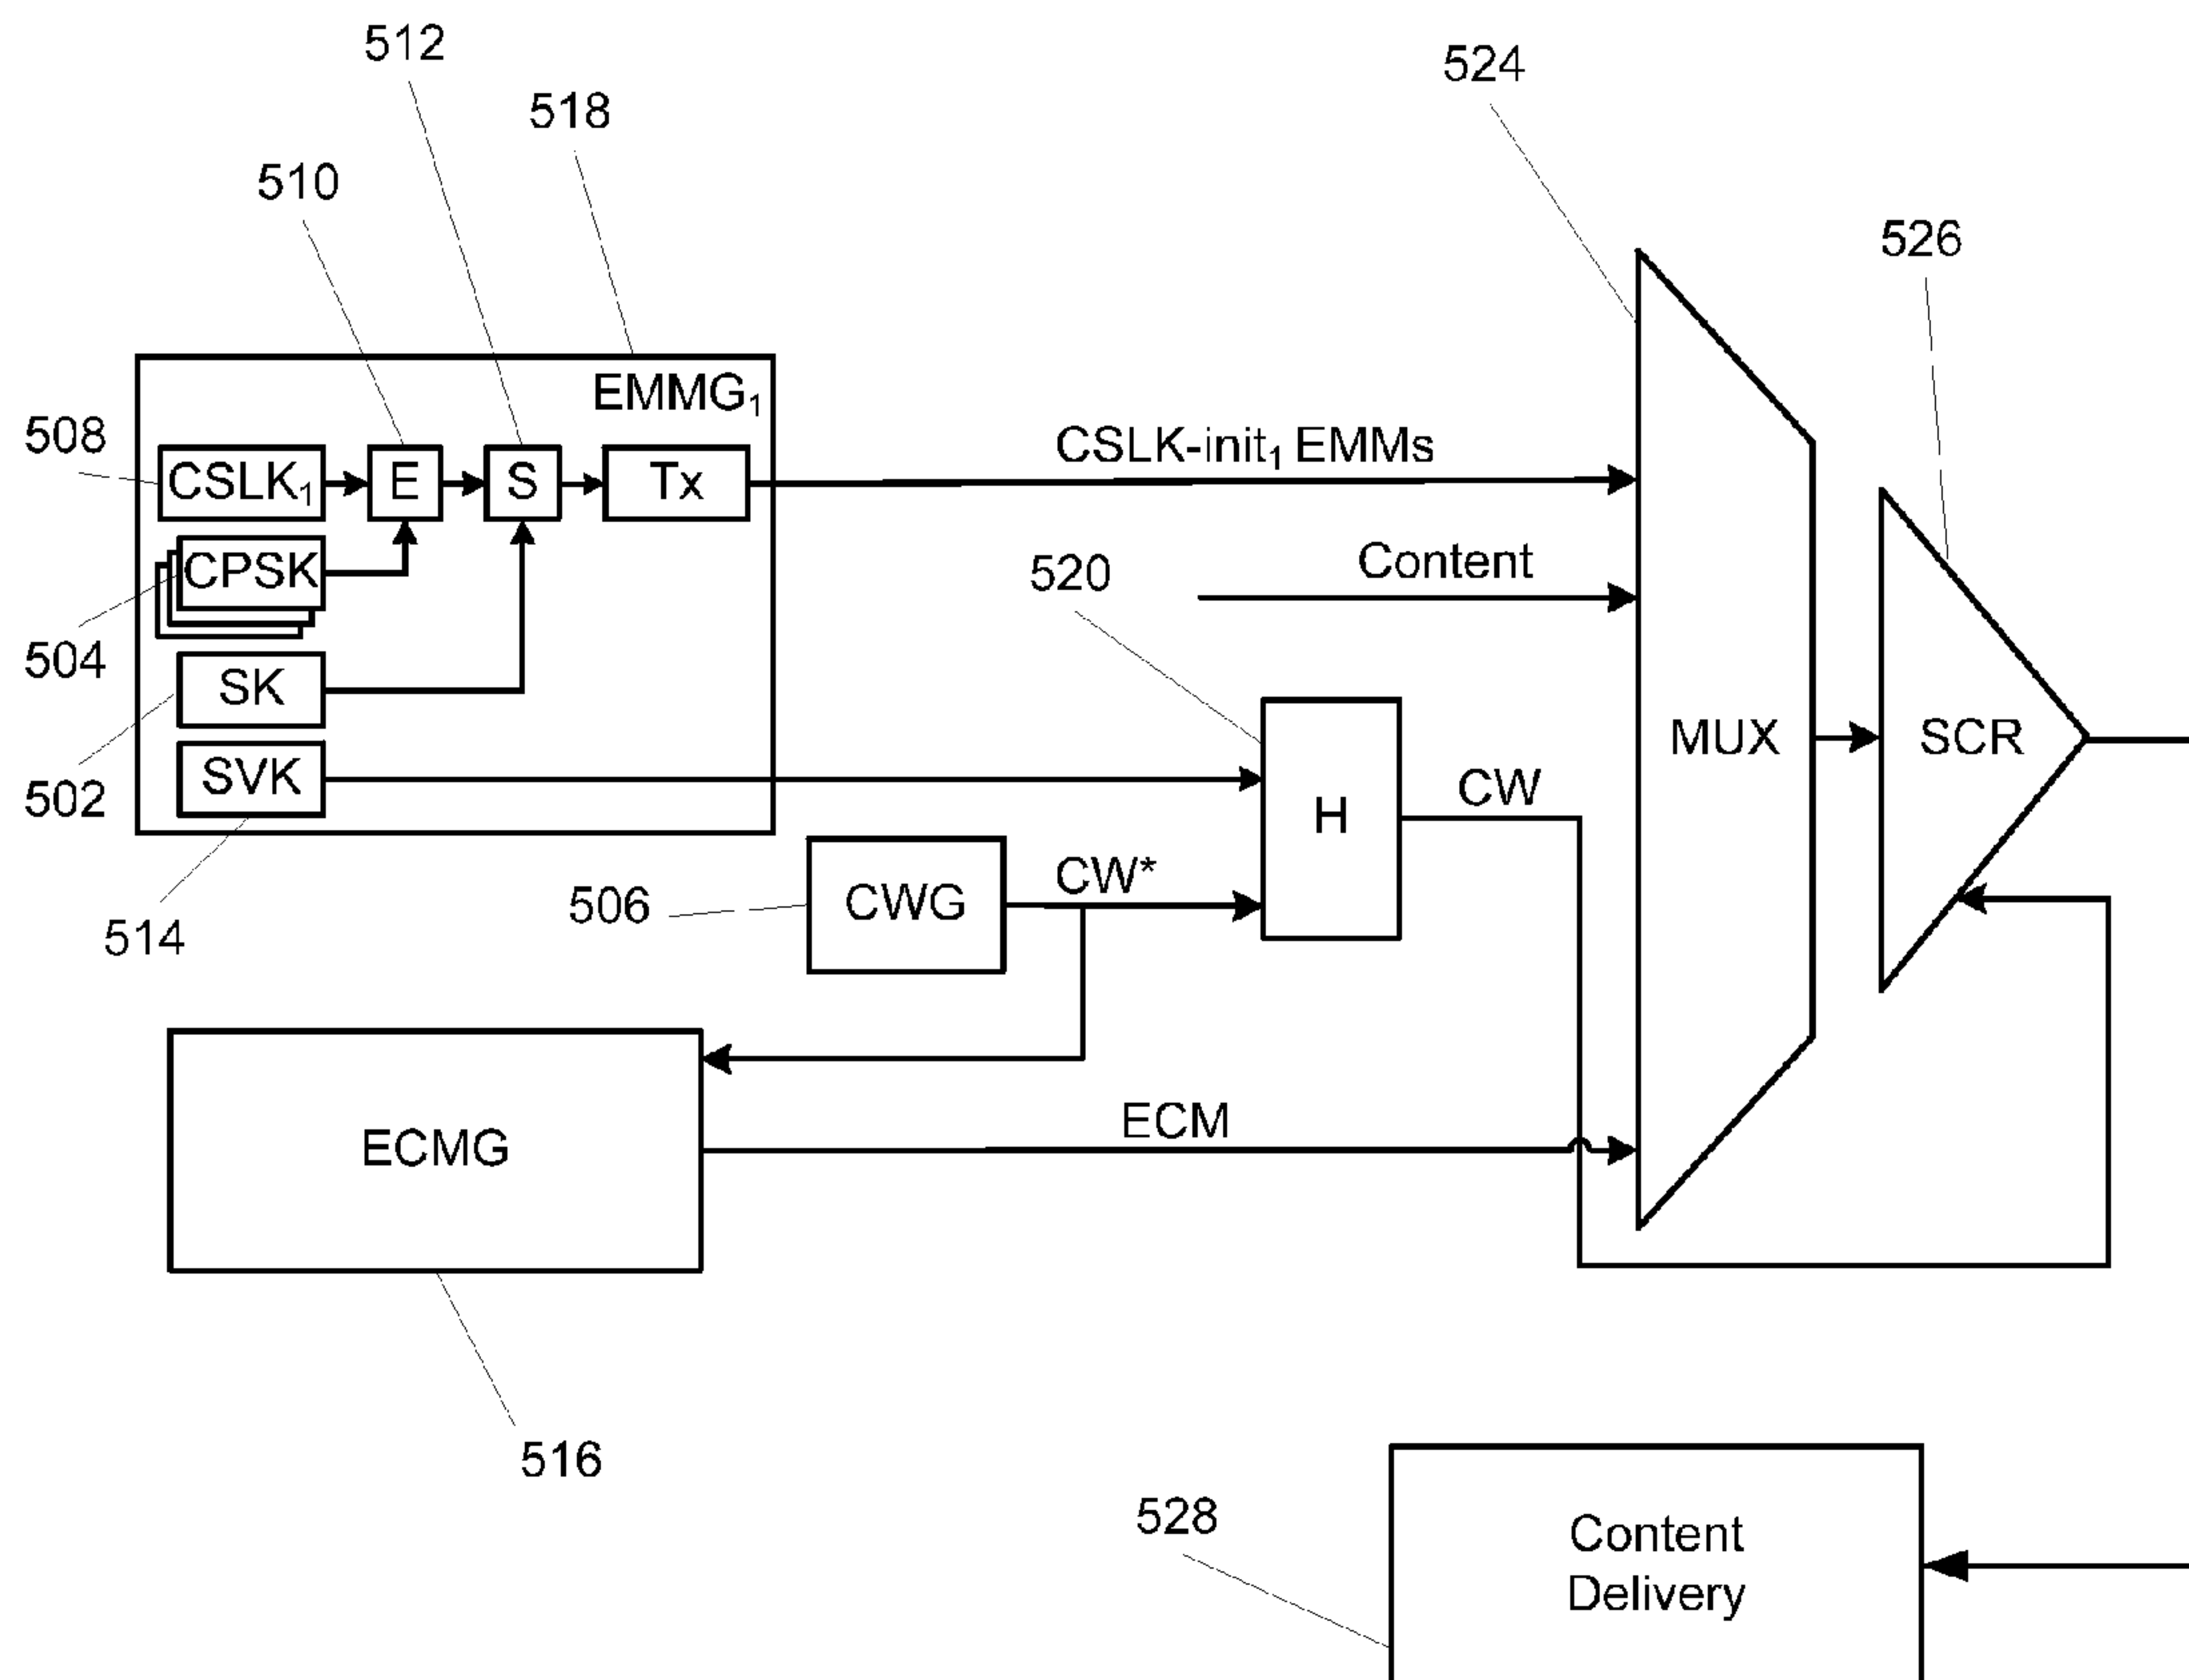 512
524
518
510
526
EMMG1
508
CSLK1
E
S
Tx
CSLK-init1 EMMs
CPSK
520
Content
504
SK
502
SVK
H
CW
MUX
SCR
514
506
CWG
CW*
ECMG
ECM
516
528
Content
Delivery